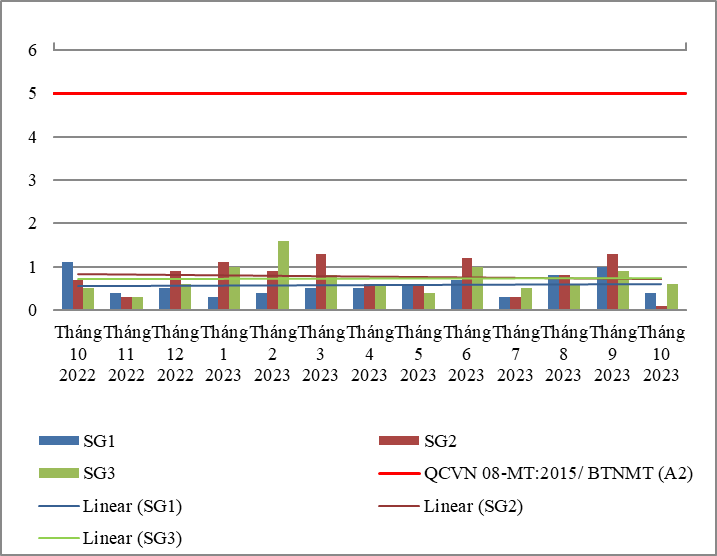 6
5
4
3
2
1
0
Tháng Tháng Tháng Tháng Tháng Tháng Tháng Tháng Tháng Tháng Tháng Tháng Tháng
10 11 12 1 2 3 4 5 6 7 8 9 10
2022 2022 2022 2023 2023 2023 2023 2023 2023 2023 2023 2023 2023
SG1 SG2
SG3 QCVN 08-MT:2015/ BTNMT (A2)
Linear (SG1) Linear (SG2)
Linear (SG3)